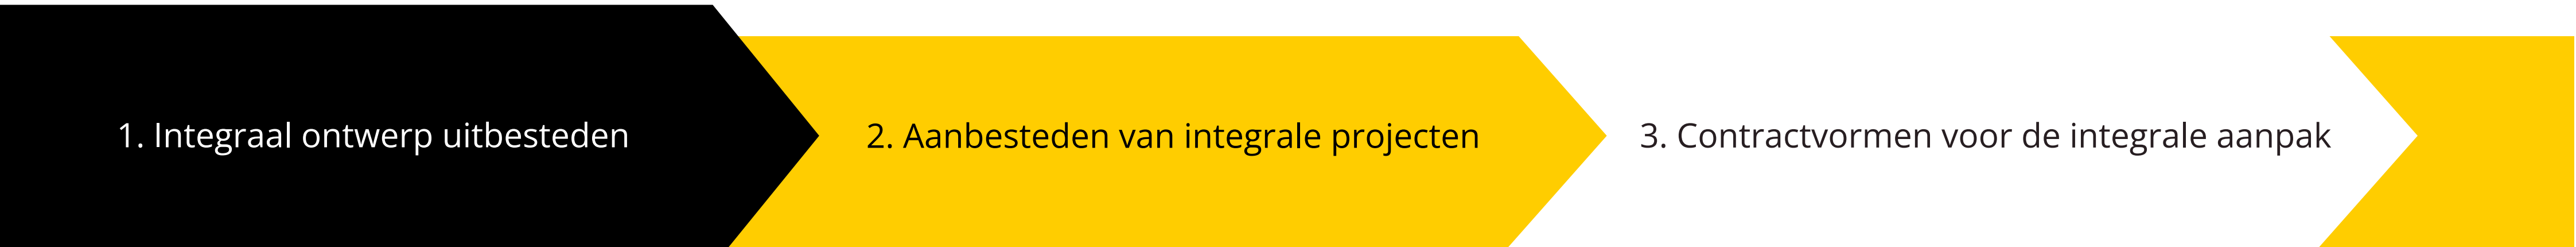 1. Integraal ontwerp uitbesteden
2. Aanbesteden van integrale projecten
3. Contractvormen voor de integrale aanpak